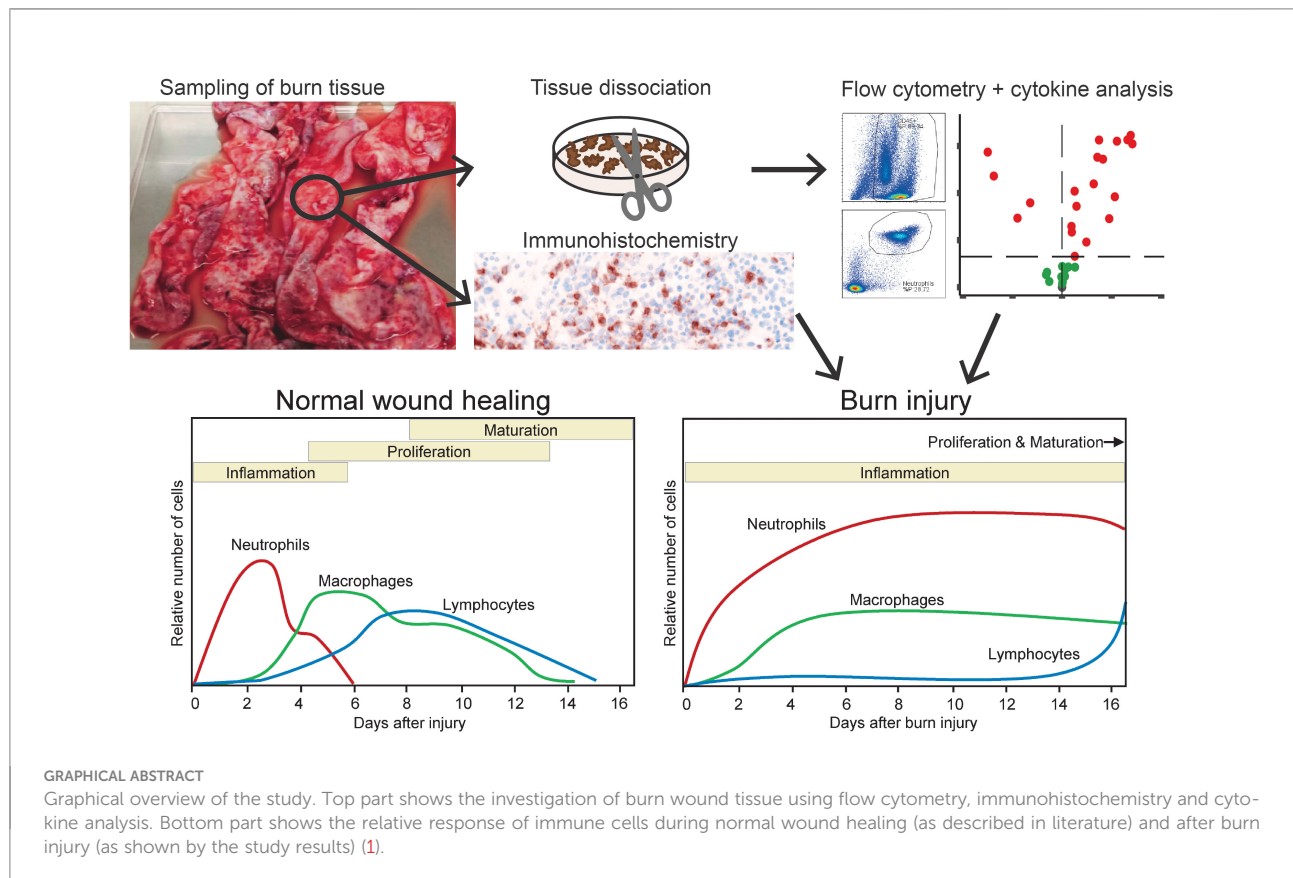 Sampling of burn tissue
Tissue dissociation
Flow cytometry + cytokine analysis
Immunohistochemistry
Neutrophils
Normal wound healing
Maturation
Proliferation
Inflammation
Relative number of cells
Neutrophils
Macrophages
Lymphocytes
0 2 4 6 8 10 12 14 16
Days after injury
Burn injury
Proliferation & Maturation
Inflammation
Relative number of cells
Neutrophils
Macrophages
Lymphocytes
0 2 4 6 8 10 12 14 16
Days after burn injury
GRAPHICAL ABSTRACT
Graphical overview of the study. Top part shows the investigation of burn wound tissue using flow cytometry, immunohistochemistry and cyto-
kine analysis. Bottom part shows the relative response of immune cells during normal wound healing (as described in literature) and after burn
injury (as shown by the study results) (1).